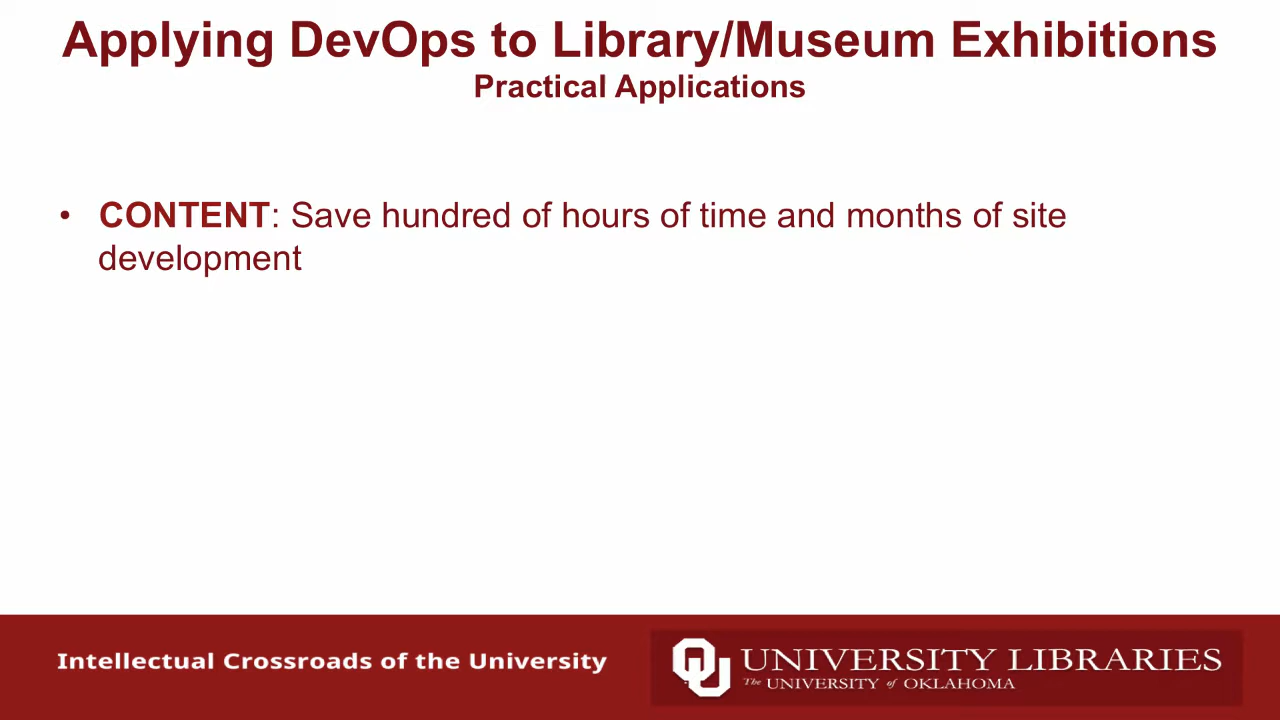 Applying DevOps to Library/Museum Exhibitions
Practical Applications
• CONTENT: Save hundred of hours of time and months of site
development
Intellectual Crossroads of the University
OU UNIVERSITY LIBRARIES
The UNIVERSITY of OKLAHOMA